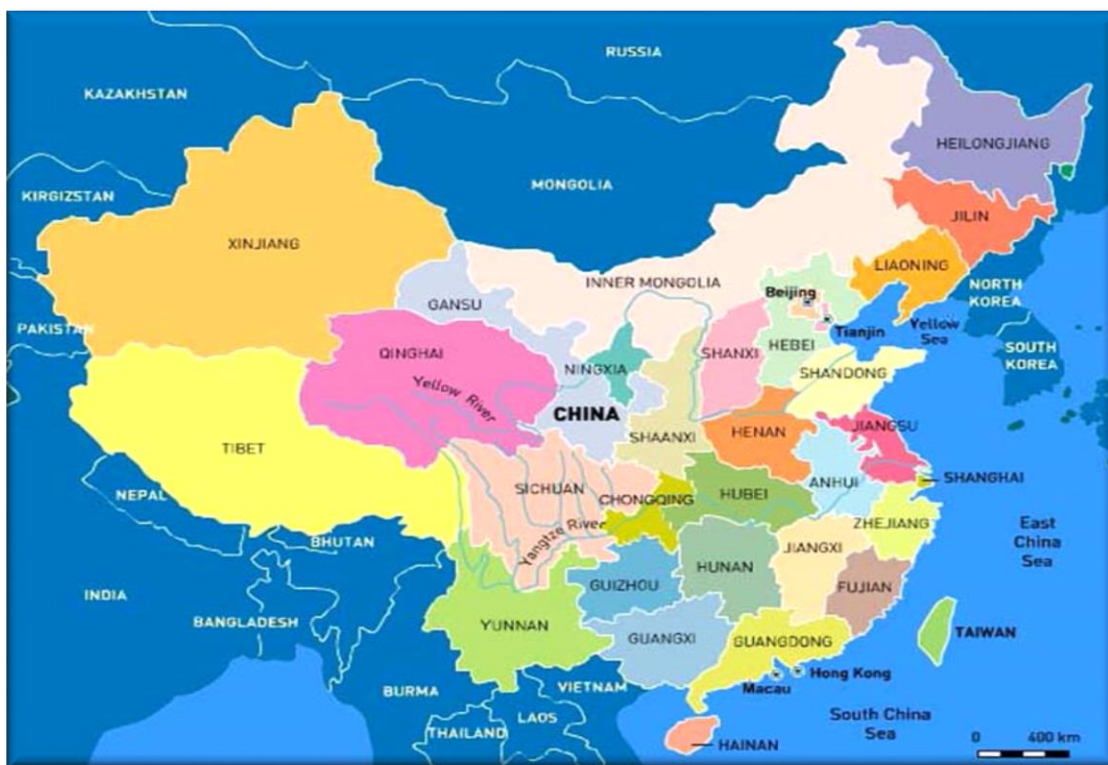 RUSSIA
KAZAKHSTAN
HEILONGJIANG
MONGOLIA
KIRGIZSTAN
JILIN
XINJIANG
LIAONING
INNER MONGOLIA
NORTH
KOREA
Beijing
GANSU
Tianjin
Yellow
Sea
PAKISTAN
QINGHAI
SHANXI
HEBEI
SOUTH
KOREA
NINGXIA
SHANDONG
Yellow River
CHINA
JIANGSU
HENAN
SHAANXI
TIBET
SHANGHAI
ANHUI
SICHUAN
CHONGQING
HUBEI
NEPAL
ZHEJIANG
East
China
Sea
Yangtze River
BHUTAN
JIANGXI
HUNAN
GUIZHOU
FUJIAN
INDIA
BANGLADESH
YUNNAN
GUANGXI
GUANGDONG
TAIWAN
Hong Kong
Macau
BURMA
VIETNAM
LAOS
THAILAND
South China
Sea
HAINAN
0 400 km